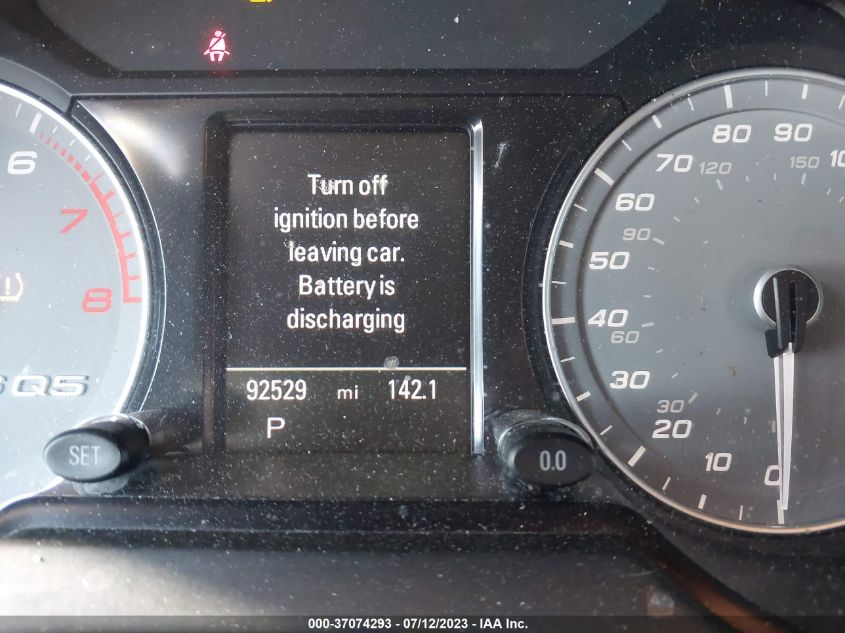 Turn off
ignition before
leaving car.
Battery is
discharging
92529 mi 142.1
P
SET
0.0
6
7
8
Q5
0
10
20
30
40
50
60
70
80
90
30
60
90
120
150
000-37074293 - 07/12/2023 - IAA Inc.